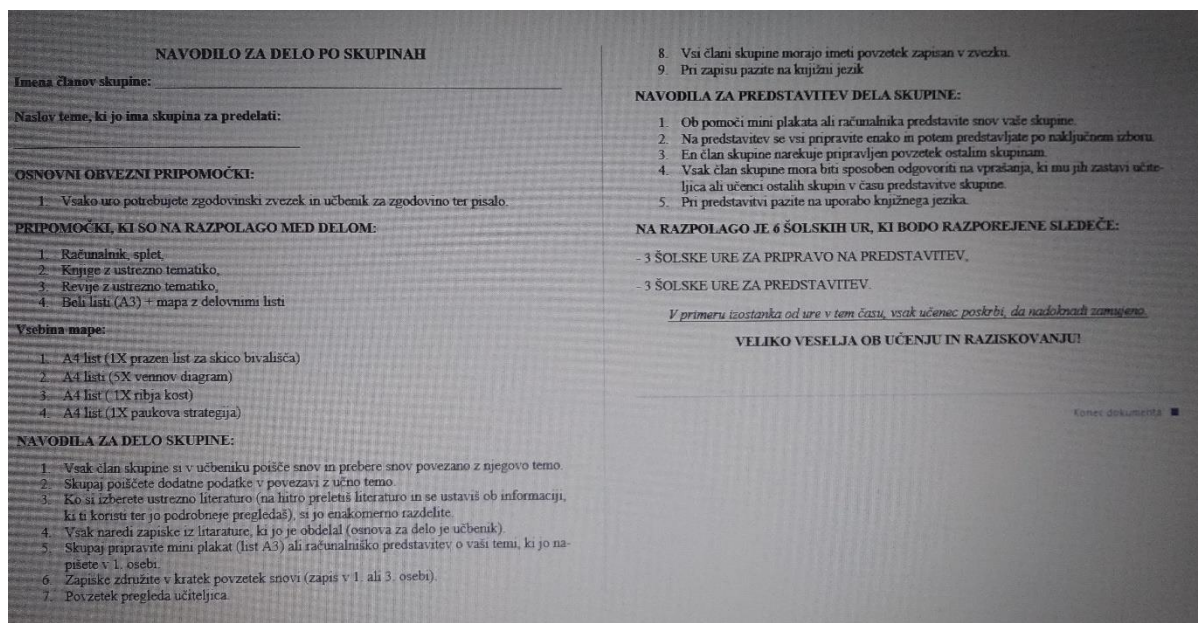 NAVODILO ZA DELO PO SKUPINAH
Imena članov skupine:
Naslov teme, ki jo ima skupina za predelati:
OSNOVNI OBVEZNI PRIPOMOČKI:
1. Vsako uro potrebujete zgodovinski zvezek in učbenik za zgodovino ter pisalo.
PRIPOMOČKI, KI SO NA RAZPOLAGO MED DELOM:
1. Računalnik, splet,
2. Knjige z ustrezno tematiko,
3. Revije z ustrezno tematiko,
4. Beli listi (A3) + mapa z delovnimi listi
Vsebina mape:
1. A4 list (1X prazen list za skico bivališča)
2. A4 listi (5X vennov diagram)
3. A4 list ( 1X ribja kost)
4. A4 list (1X paukova strategija)
NAVODILA ZA DELO SKUPINE:
1. Vsak član skupine si v učbeniku poišče snov in prebere snov povezano z njegovo temo.
2. Skupaj poiščete dodatne podatke v povezavi z učno temo.
3. Ko si izberete ustrezno literaturo (na hitro preletiš literaturo in se ustaviš ob informaciji,
ki ti koristi ter jo podrobneje pregledaš), si jo enakomerno razdelite.
4. Vsak naredi zapiske iz litarature, ki jo je obdelal (osnova za delo je učbenik).
5. Skupaj pripravite mini plakat (list A3) ali računalniško predstavitev o vaši temi, ki jo na-
pišete v 1. osebi.
6. Zapiske združite v kratek povzetek snovi (zapis v 1. ali 3. osebi).
7. Povzetek pregleda učiteljica.
8. Vsi člani skupine morajo imeti povzetek zapisan v zvezku.
9. Pri zapisu pazite na knjižni jezik
NAVODILA ZA PREDSTAVITEV DELA SKUPINE:
1. Ob pomoči mini plakata ali računalnika predstavite snov vaše skupine.
2. Na predstavitev se vsi pripravite enako in potem predstavljate po naključnem izboru.
3. En član skupine narekuje pripravljen povzetek ostalim skupinam.
4. Vsak član skupine mora biti sposoben odgovoriti na vprašanja, ki mu jih zastavi učite-
ljica ali učenci ostalih skupin v času predstavitve skupine.
5. Pri predstavitvi pazite na uporabo knjižnega jezika.
NA RAZPOLAGO JE 6 ŠOLSKIH UR, KI BODO RAZPOREJENE SLEDEČE:
- 3 ŠOLSKE URE ZA PRIPRAVO NA PREDSTAVITEV,
- 3 ŠOLSKE URE ZA PREDSTAVITEV.
V primeru izostanka od ure v tem času, vsak učenec poskrbi, da nadoknadi zamujeno.
VELIKO VESELJA OB UČENJU IN RAZISKOVANJU!
Konec dokumenta